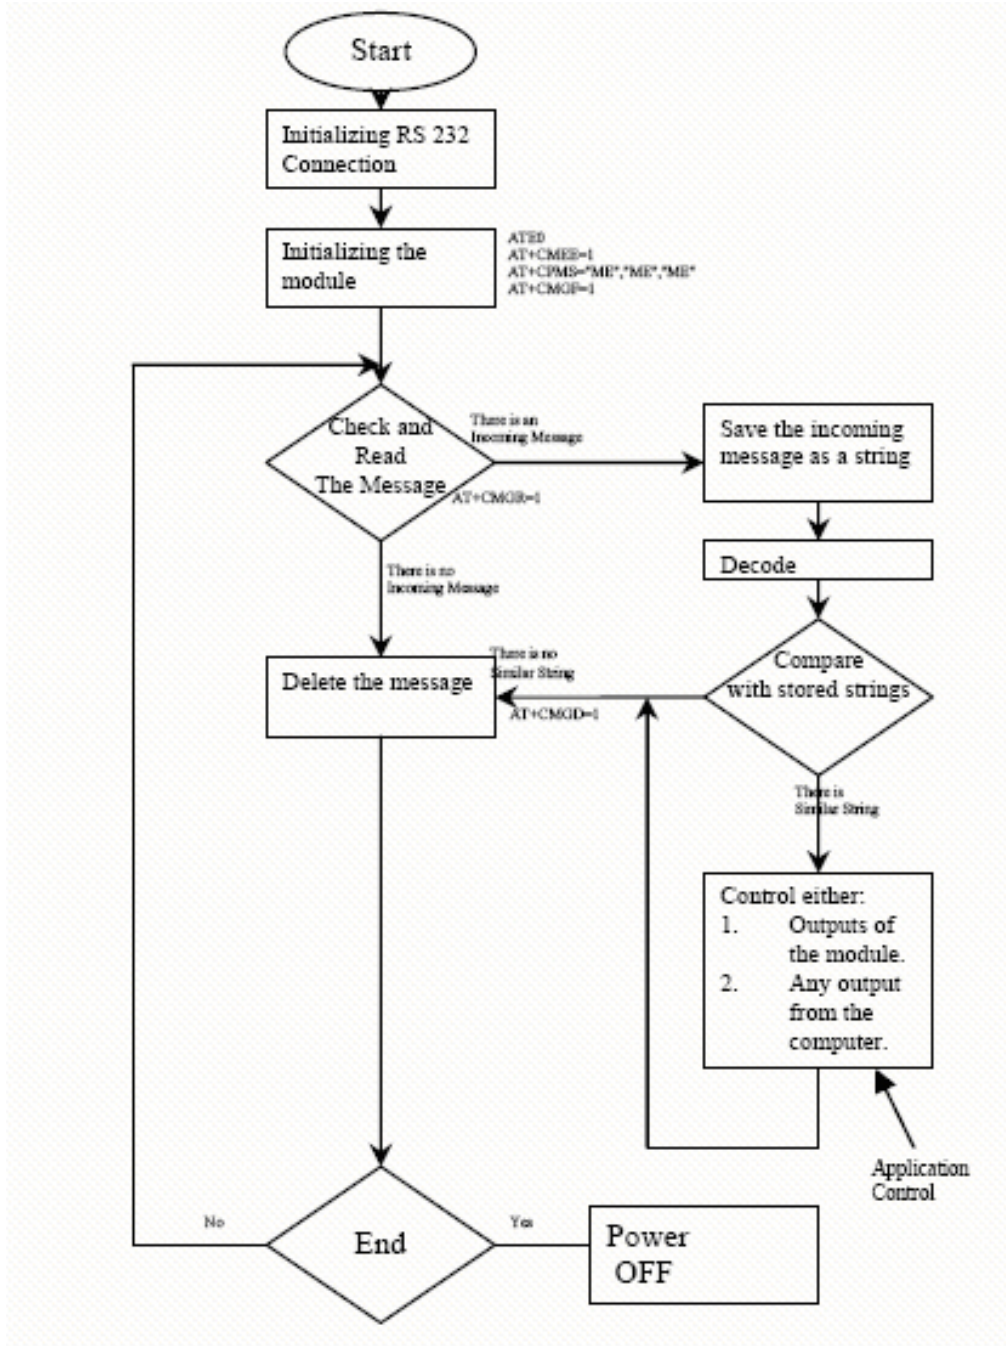 Start
Initializing RS 232
Connection
Initializing the
module
ATE0
AT+CMEE=1
AT+CPMS="ME","ME","ME"
AT+CMGF=1
Check and
Read
The Message
There is an
Incoming Message
AT+CMGR=1
Save the incoming
message as a string
Decode
There is no
Incoming Message
Delete the message
There is no
Similar String
AT+CMGD=1
Compare
with stored strings
There is
Similar String
Control either:
1. Outputs of
the module.
2. Any output
from the
computer.
Application
Control
No
End
Yes
Power
OFF